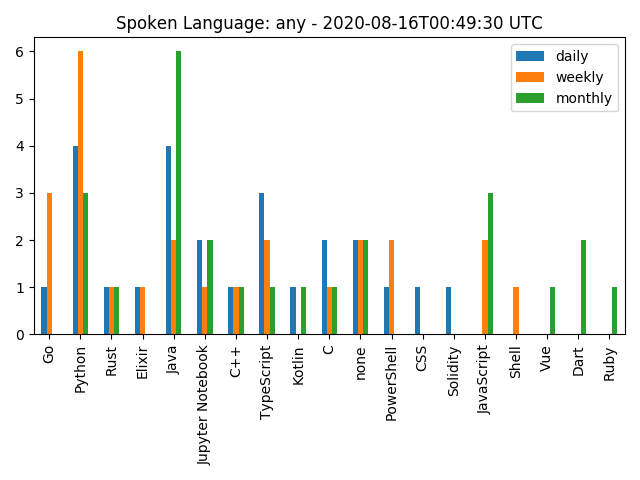 Spoken Language: any - 2020-08-16T00:49:30 UTC
daily
weekly
monthly
6
5
4
3
2
1
0
Go
Python
Rust
Elixir
Java
Jupyter Notebook
C++
TypeScript
Kotlin
C
none
PowerShell
CSS
Solidity
JavaScript
Shell
Vue
Dart
Ruby